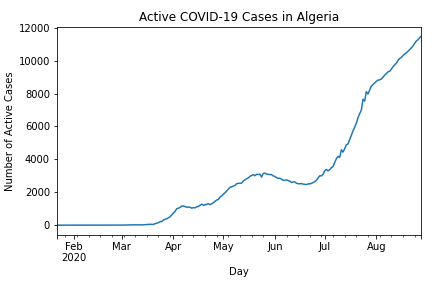 Active COVID-19 Cases in Algeria
12000
10000
8000
6000
4000
2000
0
Number of Active Cases
Feb Mar Apr May Jun Jul Aug
2020
Day